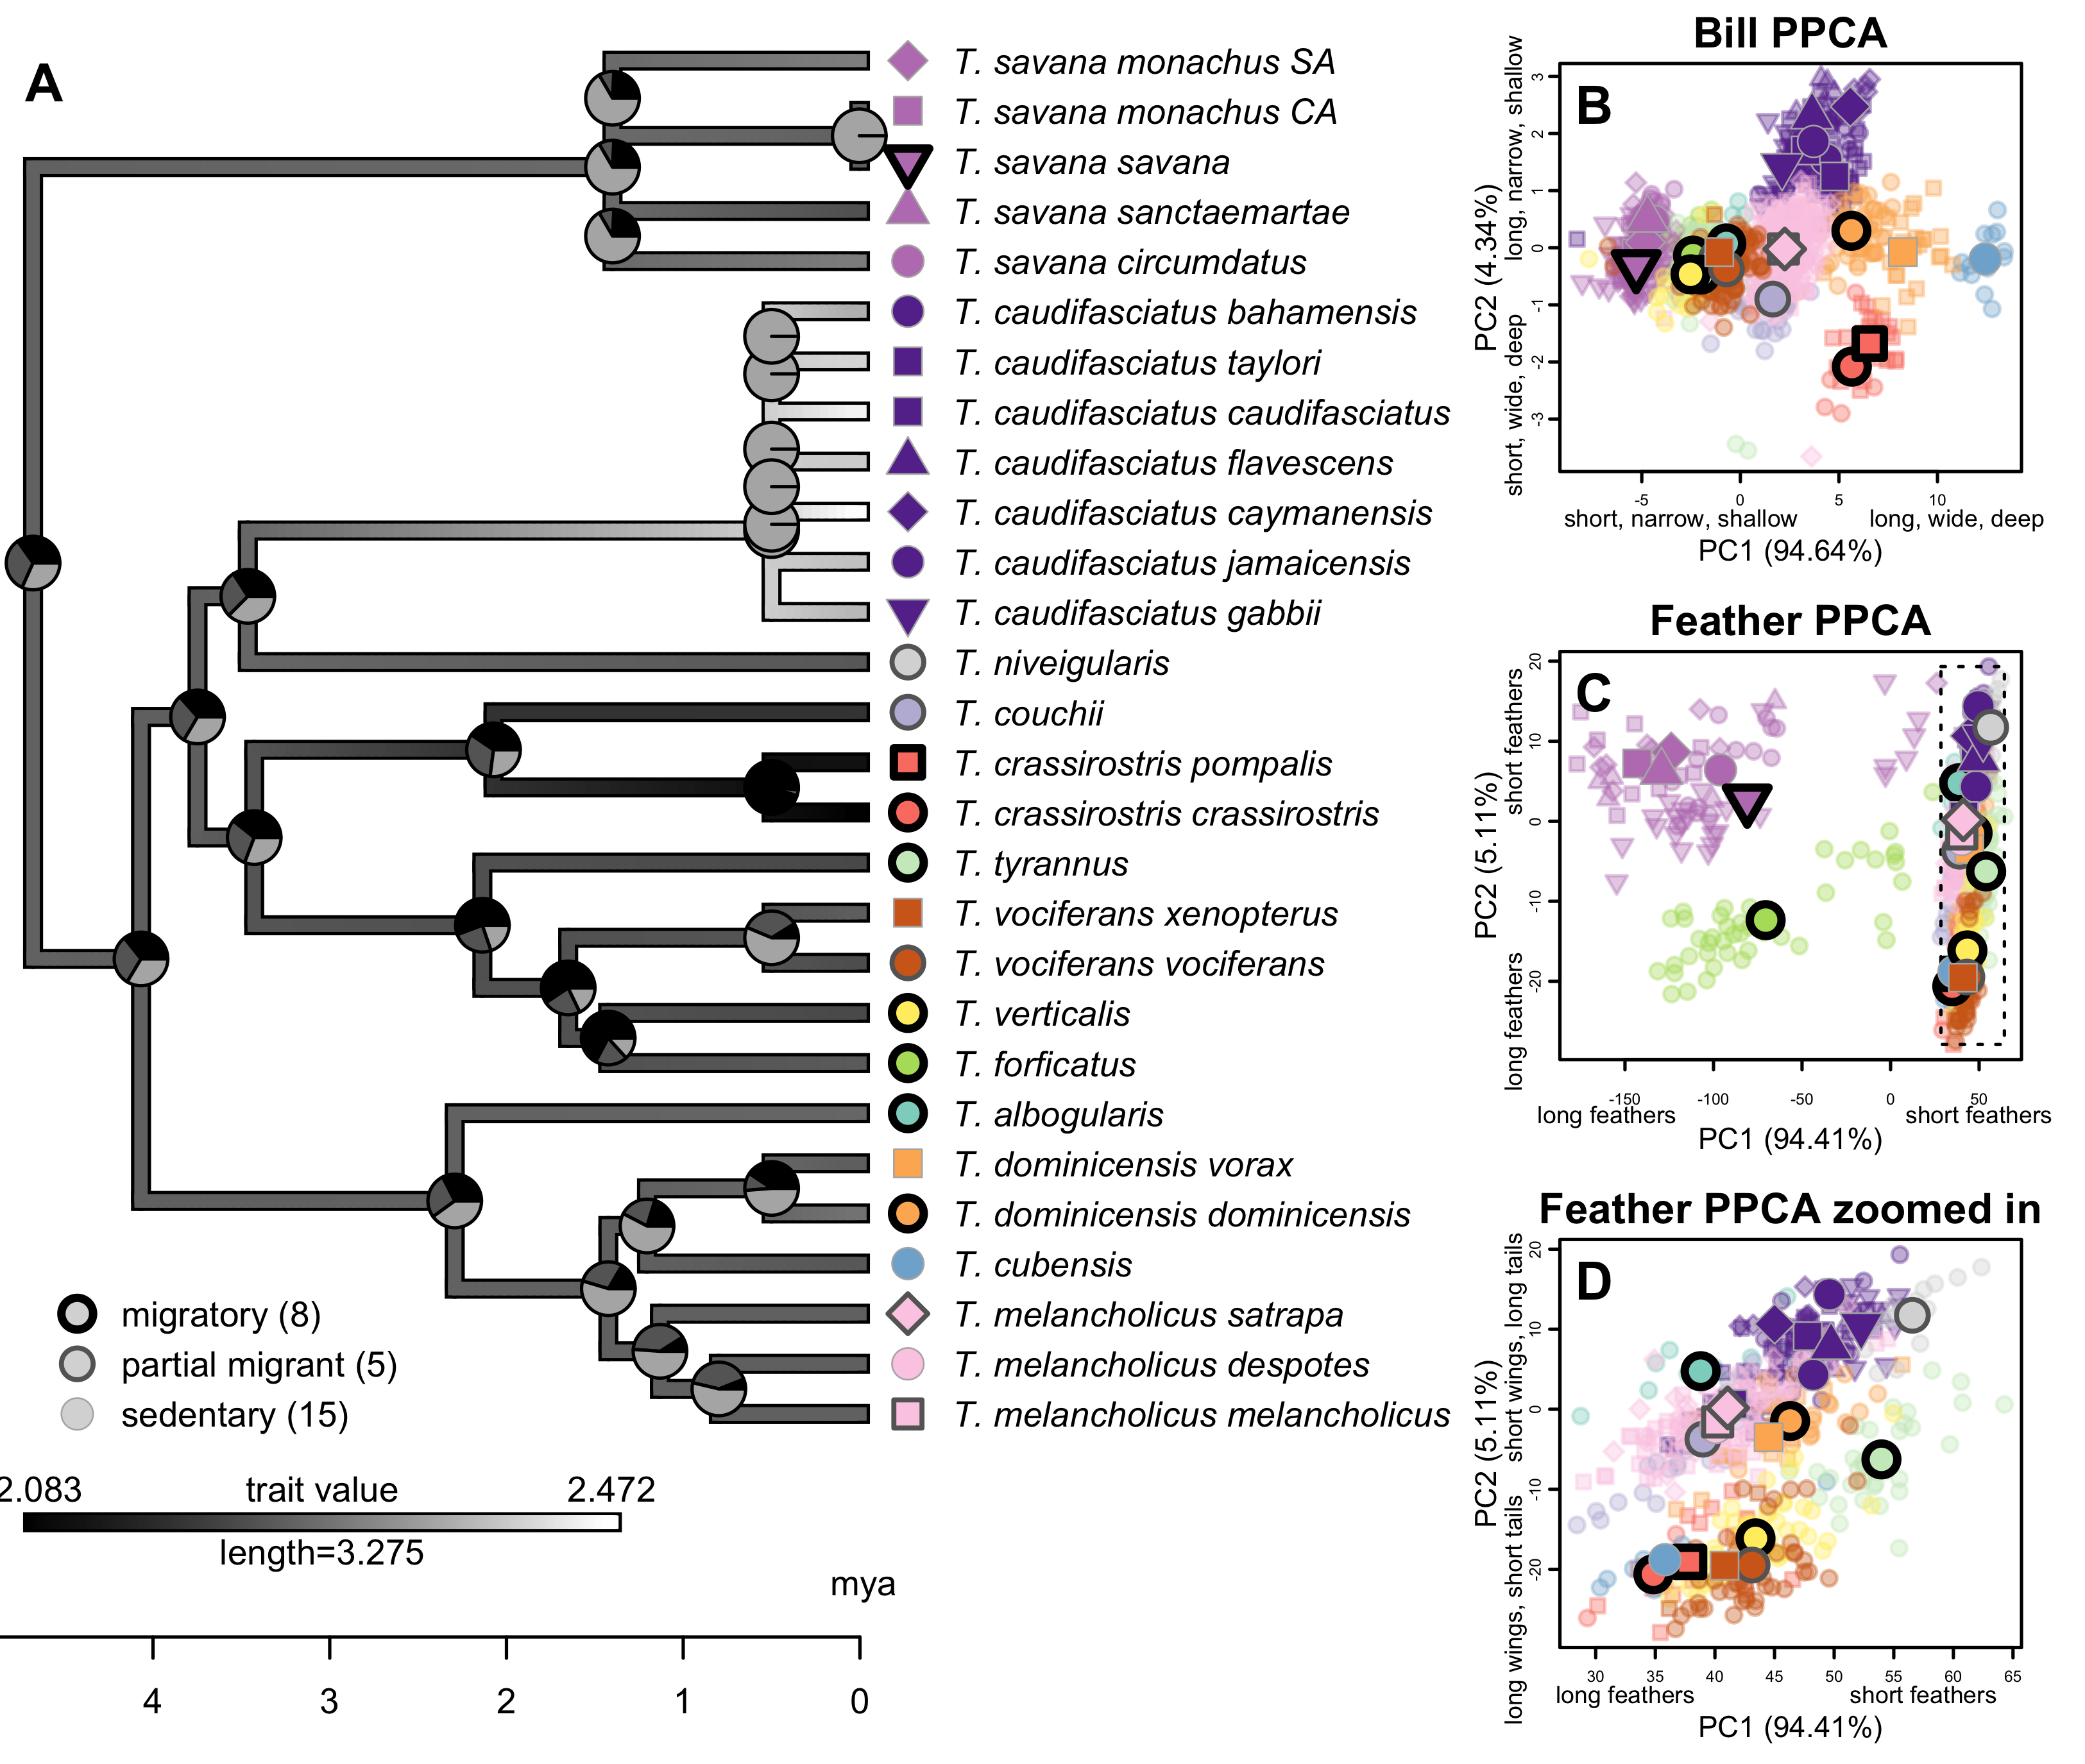 A
T. savana monachus SA
T. savana monachus CA
T. savana savana
T. savana sanctaemartae
T. savana circumdatus
T. caudifasciatus bahamensis
T. caudifasciatus taylori
T. caudifasciatus caudifasciatus
T. caudifasciatus flavescens
T. caudifasciatus caymanensis
T. caudifasciatus jamaicensis
T. caudifasciatus gabbii
T. niveigularis
T. couchii
T. crassirostris pompalis
T. crassirostris crassirostris
T. tyrannus
T. vociferans xenopterus
T. vociferans vociferans
T. verticalis
T. forficatus
T. albogularis
T. dominicensis vorax
T. dominicensis dominicensis
T. cubensis
T. melancholicus satrapa
T. melancholicus despotes
T. melancholicus melancholicus
migratory (8)
partial migrant (5)
sedentary (15)
2.083 trait value 2.472
length=3.275
mya
4 3 2 1 0
Bill PPCA
B
PC2 (4.34%)
short, wide, deep
long, narrow, shallow
3
2
1
0
-1
-2
-3
-5 0 5 10
short, narrow, shallow
long, wide, deep
PC1 (94.64%)
Feather PPCA
C
PC2 (5.11%)
long feathers
short feathers
20
10
0
-10
-20
-150 -100 -50 0 50
long feathers
short feathers
PC1 (94.41%)
Feather PPCA zoomed in
D
PC2 (5.11%)
long wings, short tails
short wings, long tails
20
10
0
-10
-20
30 35 40 45 50 55 60 65
long feathers
short feathers
PC1 (94.41%)